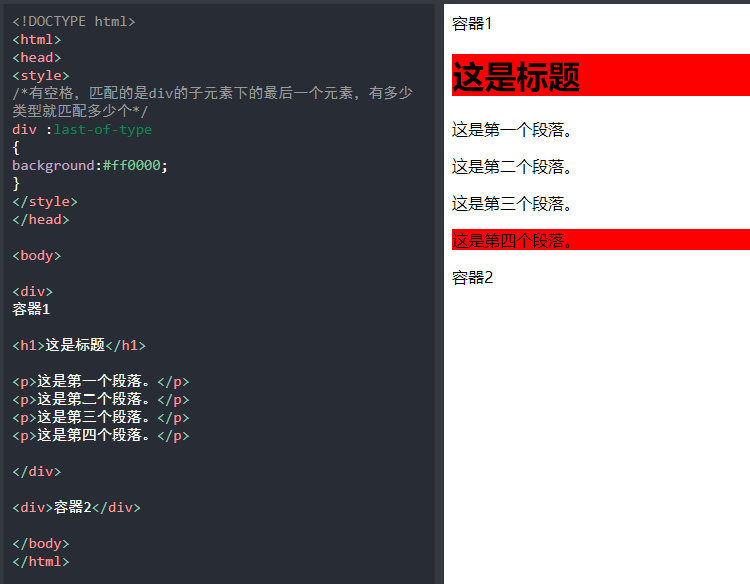 <!DOCTYPE html>
<html>
<head>
<style>
/*有空格，匹配的是div的子元素下的最后一个元素，有多少
类型就匹配多少个*/
div :last-of-type
{
background:#ff0000;
}
</style>
</head>
<body>
<div>
容器1
<h1>这是标题</h1>
<p>这是第一个段落。</p>
<p>这是第二个段落。</p>
<p>这是第三个段落。</p>
<p>这是第四个段落。</p>
</div>
<div>容器2</div>
</body>
</html>
容器1
这是标题
这是第一个段落。
这是第二个段落。
这是第三个段落。
这是第四个段落。
容器2